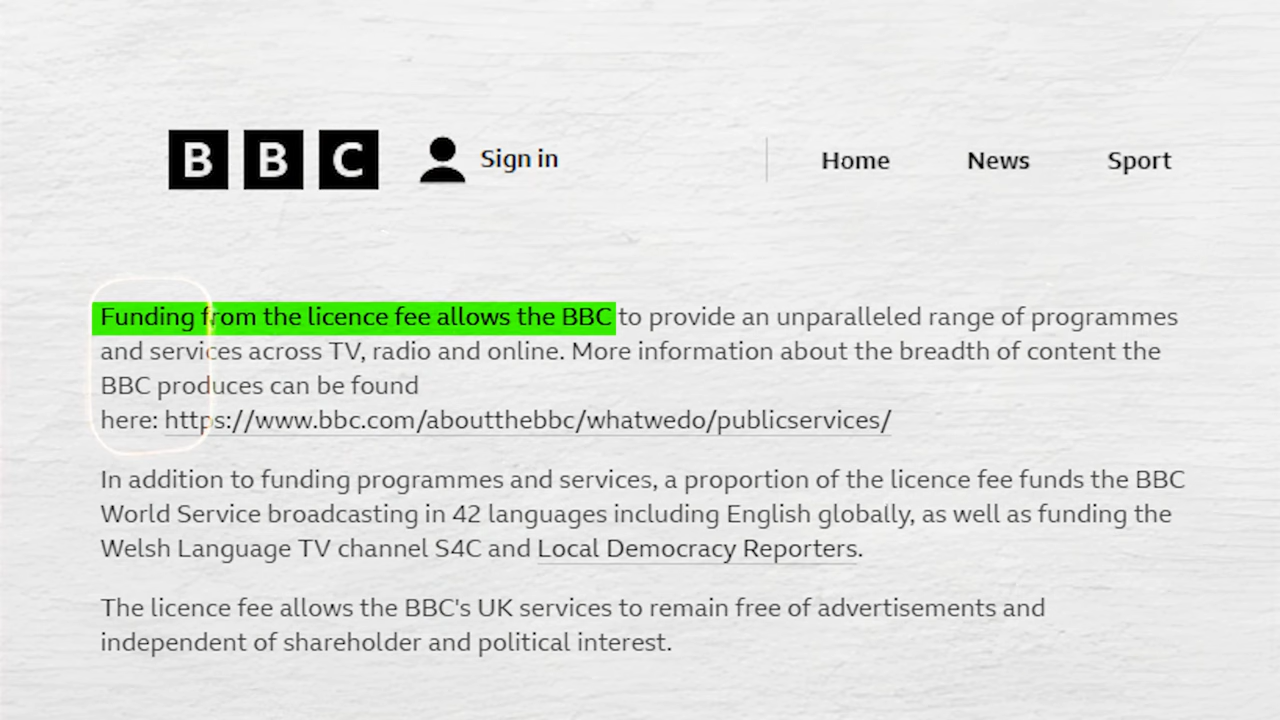 BBC Sign in Home News Sport
Funding from the licence fee allows the BBC to provide an unparalleled range of programmes
and services across TV, radio and online. More information about the breadth of content the
BBC produces can be found
here: https://www.bbc.com/aboutthebbc/whatwedo/publicservices/
In addition to funding programmes and services, a proportion of the licence fee funds the BBC
World Service broadcasting in 42 languages including English globally, as well as funding the
Welsh Language TV channel S4C and Local Democracy Reporters.
The licence fee allows the BBC's UK services to remain free of advertisements and
independent of shareholder and political interest.